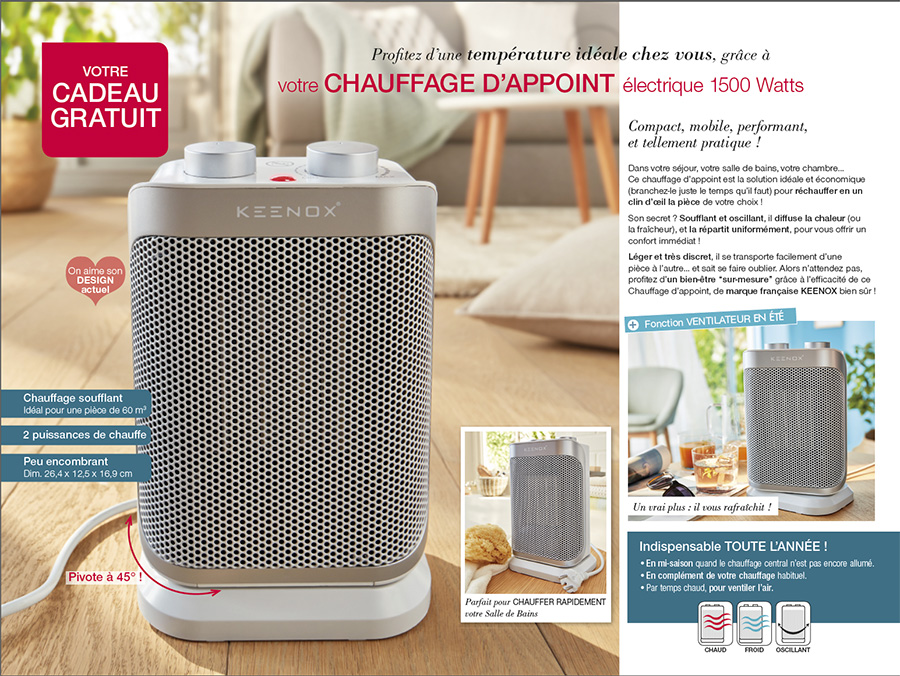 VOTRE
CADEAU
GRATUIT
Profitez d'une température idéale chez vous, grâce à
votre CHAUFFAGE D'APPOINT électrique 1500 Watts
Compact, mobile, performant,
et tellement pratique !
Dans votre séjour, votre salle de bains, votre chambre...
Ce chauffage d'appoint est la solution idéale et économique
(branchez-le juste le temps qu'il faut) pour réchauffer en un
clin d'œil la pièce de votre choix !
Son secret ? Soufflant et oscillant, il diffuse la chaleur (ou
la fraîcheur), et la répartit uniformément, pour vous offrir un
confort immédiat !
Léger et très discret, il se transporte facilement d'une
pièce à l'autre... et sait se faire oublier. Alors n'attendez pas,
profitez d'un bien-être "sur-mesure" grâce à l'efficacité de ce
Chauffage d'appoint, de marque française KEENOX bien sûr !
KEENOX®
On aime son
DESIGN
actuel
+ Fonction VENTILATEUR EN ÉTÉ
KEENOX
Un vrai plus : il vous rafraîchit !
Chauffage soufflant
Idéal pour une pièce de 60 m³
2 puissances de chauffe
Peu encombrant
Dim. 26,4 x 12,5 x 16,9 cm
Pivote à 45° !
KEENOX
Parfait pour CHAUFFER RAPIDEMENT
votre Salle de Bains
Indispensable TOUTE L'ANNÉE !
• En mi-saison quand le chauffage central n'est pas encore allumé.
• En complément de votre chauffage habituel.
• Par temps chaud, pour ventiler l'air.
CHAUD
FROID
OSCILLANT